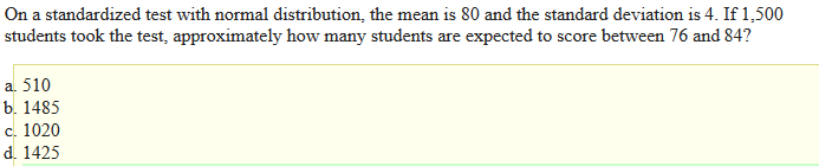 On a standardized test with normal distribution, the mean is 80 and the standard deviation is 4. If 1,500
students took the test, approximately how many students are expected to score between 76 and 84?
a. 510
b. 1485
c. 1020
d. 1425